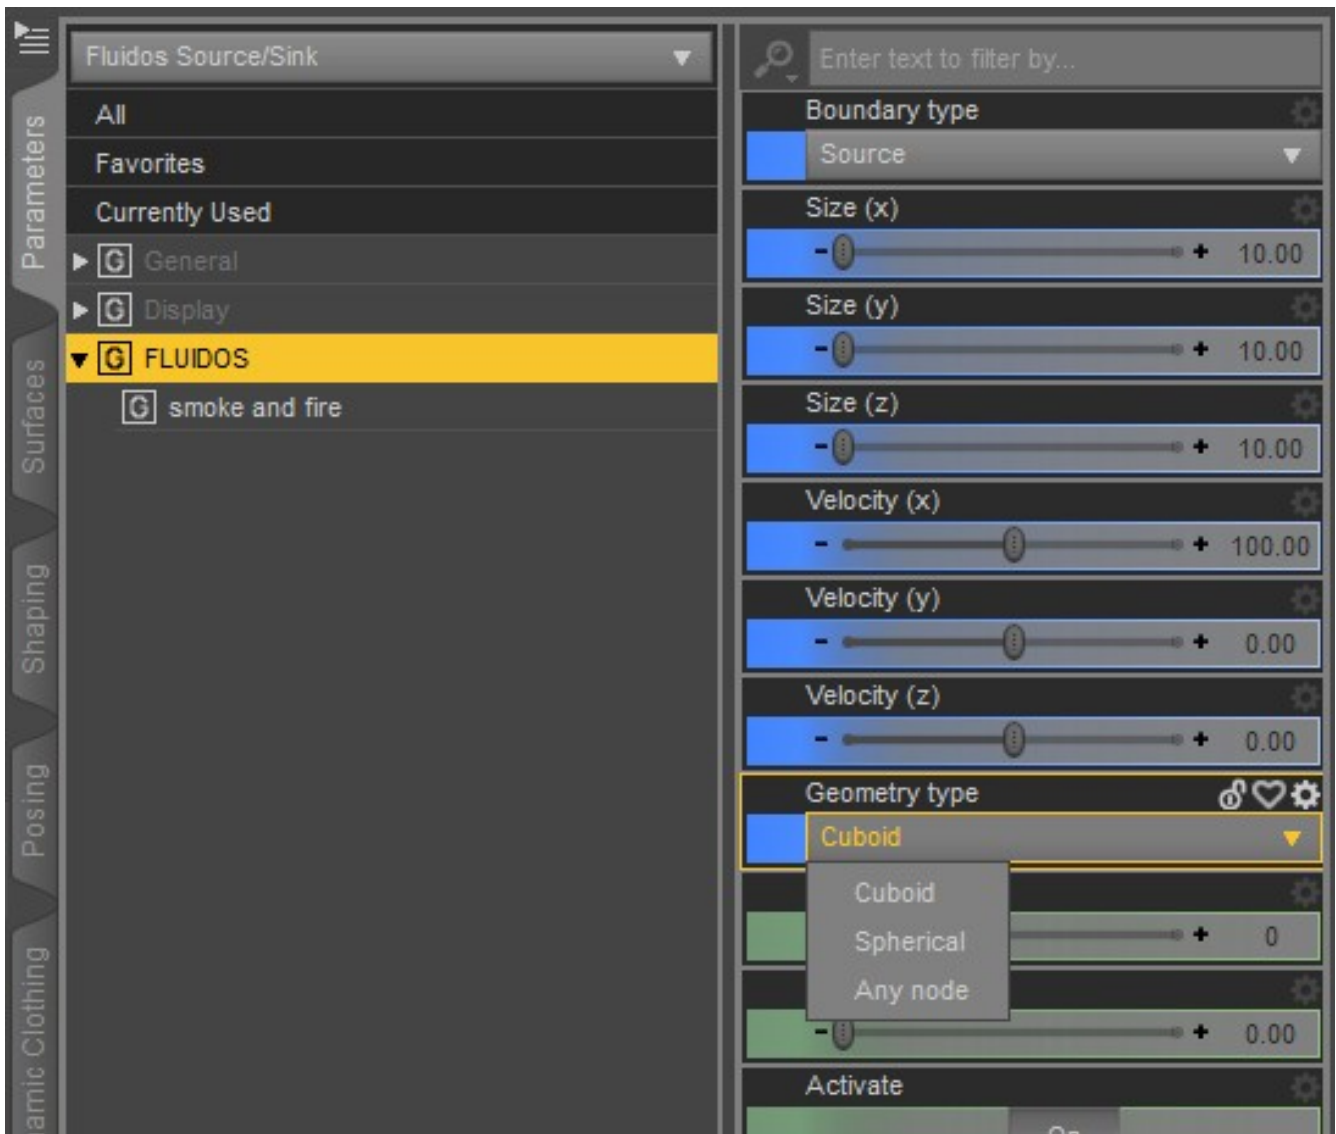 Fluidos Source/Sink
All
Favorites
Currently Used
G General
G Display
G FLUIDOS
G smoke and fire
Parameters
Surfaces
Shaping
Posing
amic Clothing
Enter text to filter by...
Boundary type
Source
Size (x)
- + 10.00
Size (y)
- + 10.00
Size (z)
- + 10.00
Velocity (x)
- + 100.00
Velocity (y)
- + 0.00
Velocity (z)
- + 0.00
Geometry type
Cuboid
Cuboid
Spherical
Any node
+ 0
- + 0.00
Activate